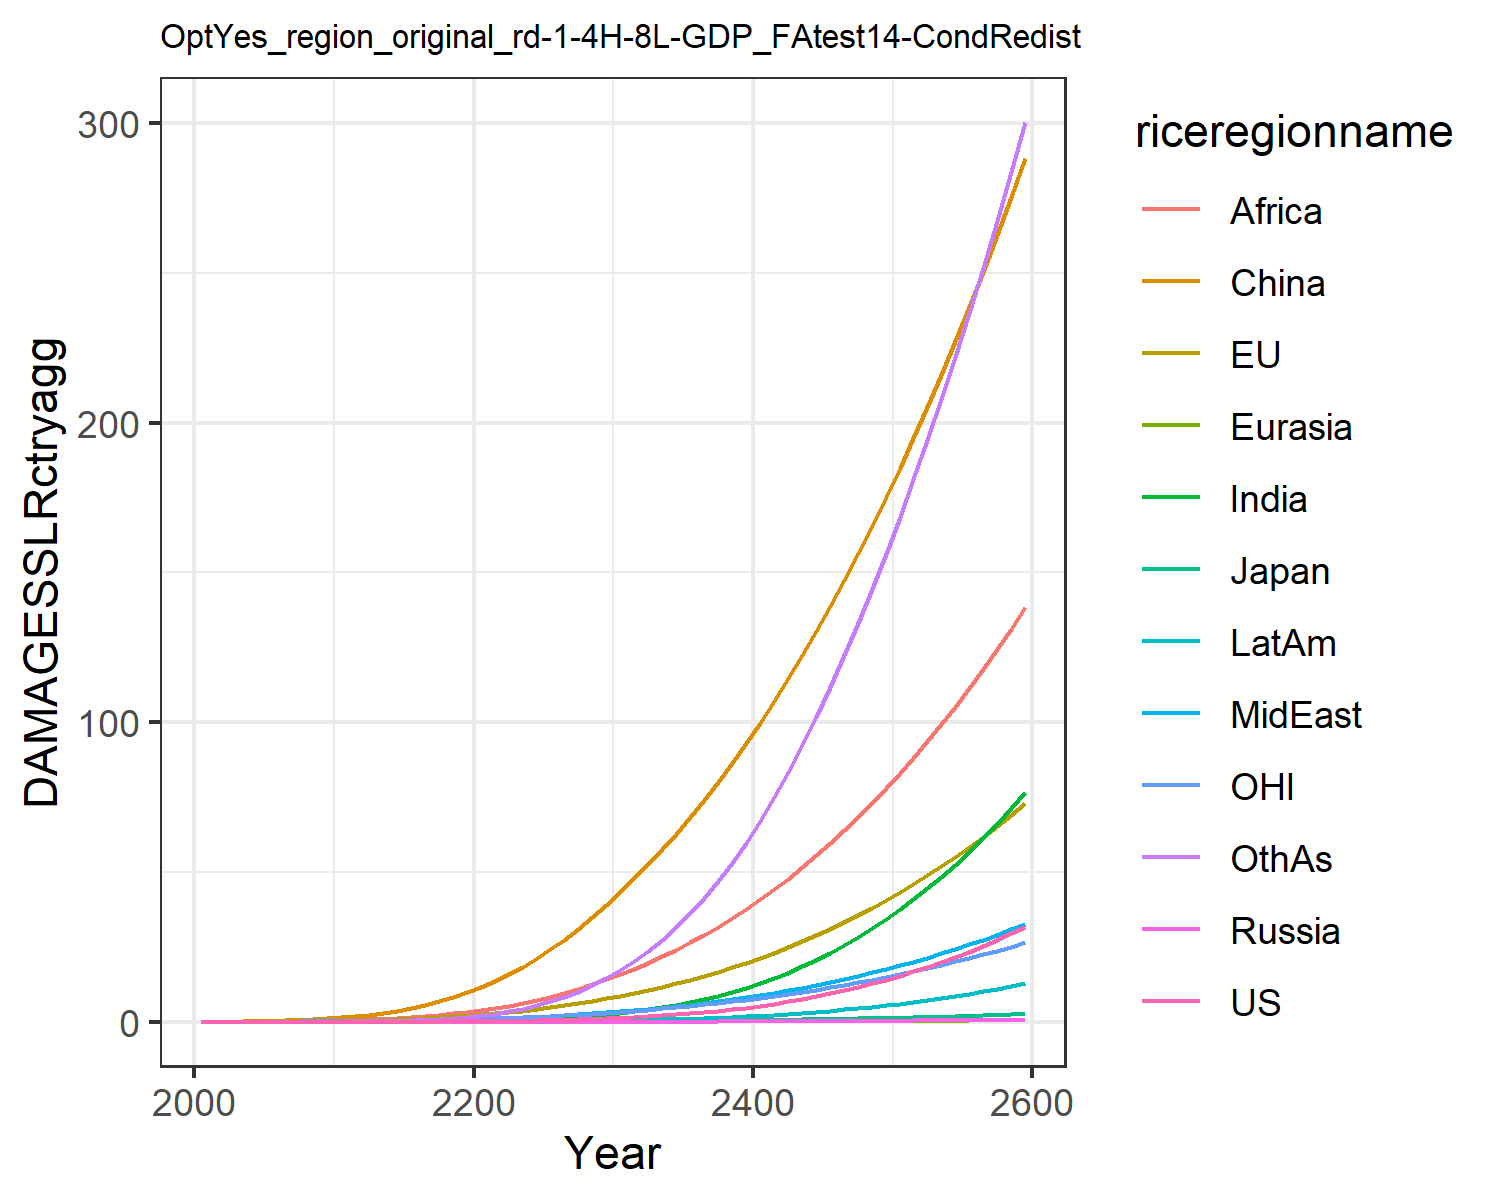 OptYes_region_original_rd-1-4H-8L-GDP_FAtest14-CondRedist
300
200
100
0
DAMAGESSLRctryagg
2000
2200
2400
2600
Year
riceregionname
Africa
China
EU
Eurasia
India
Japan
LatAm
MidEast
OHI
OthAs
Russia
US